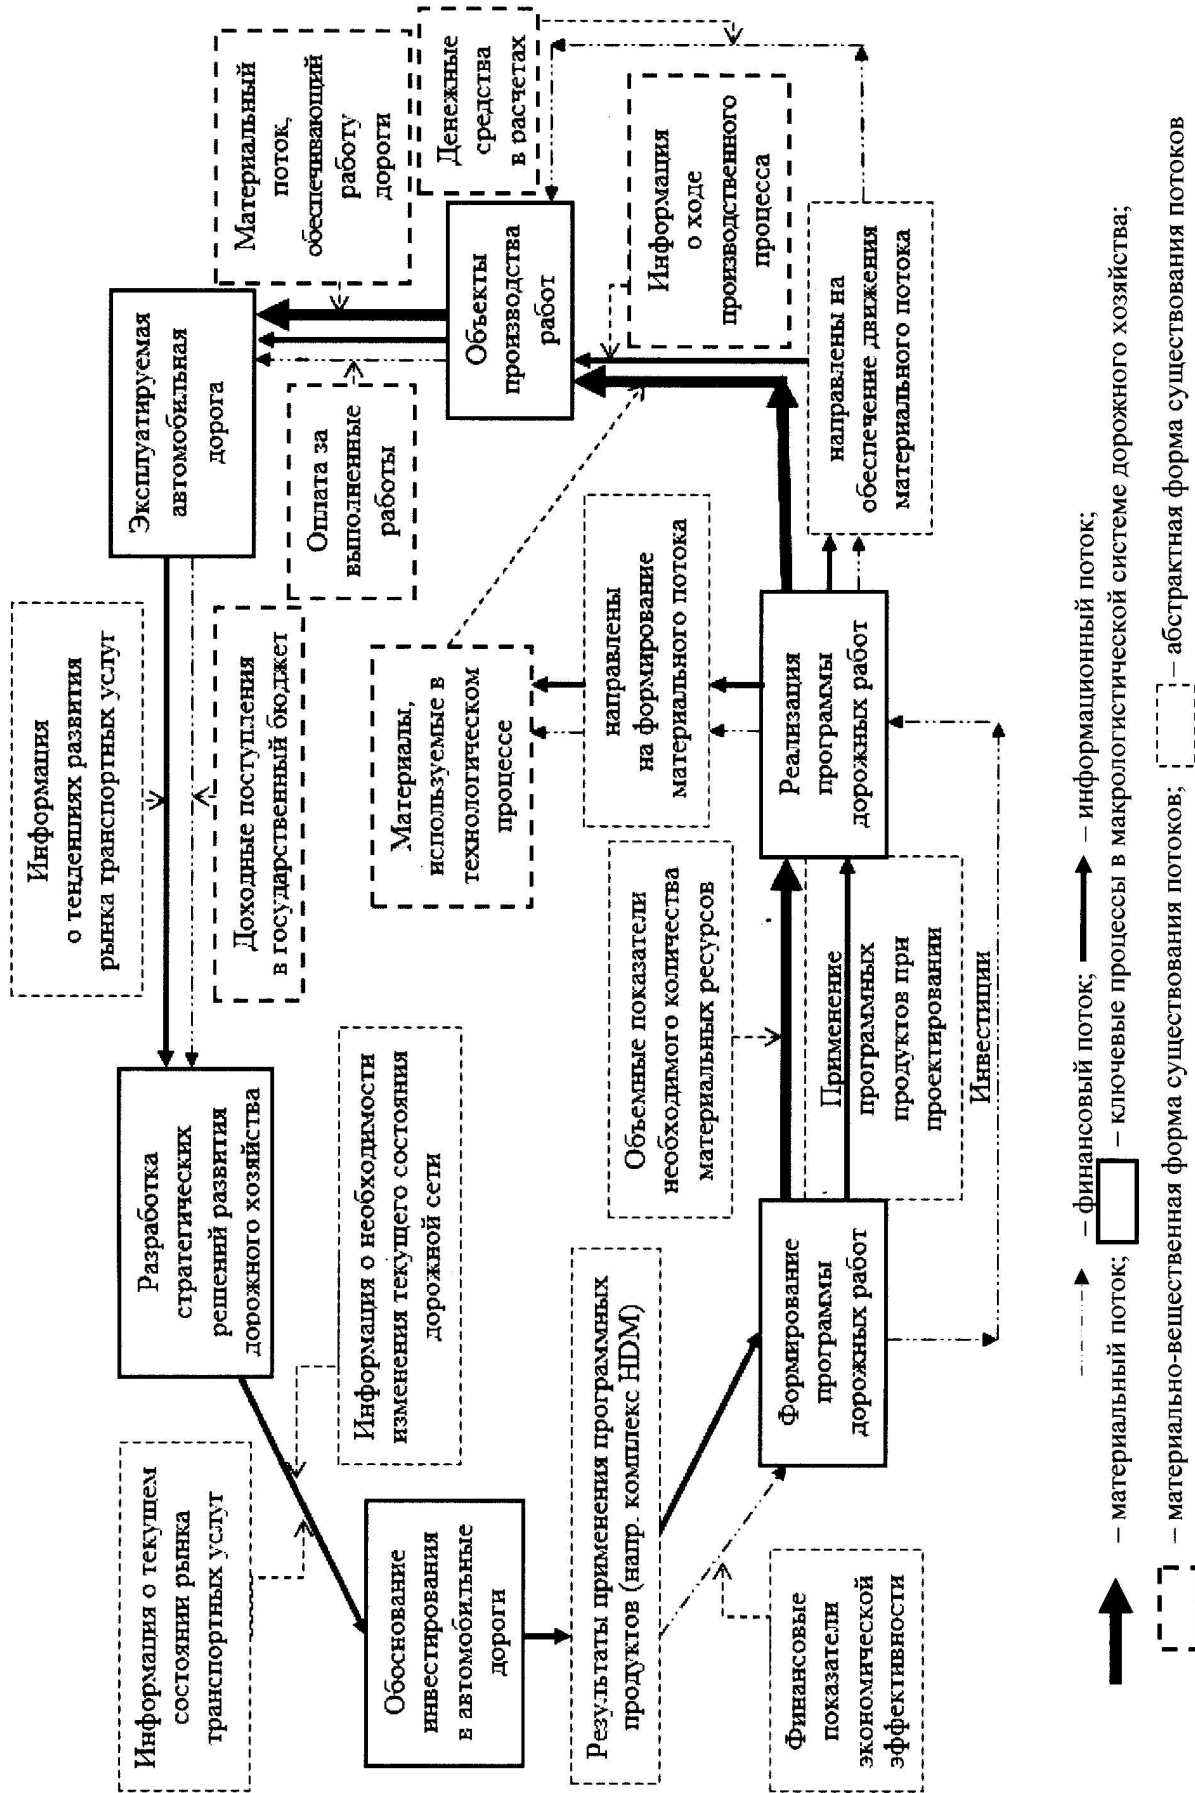 Информация о текущем
состоянии рынка
транспортных услуг
Разработка
стратегических
решений развития
дорожного хозяйства
Информация
о тенденциях развития
рынка транспортных услуг
Доходные поступления
в государственный бюджет
Эксплуатируемая
автомобильная
дорога
Материальный
поток,
обеспечивающий
работу
дороги
Оплата за
выполненные
работы
Денежные
средства
в расчетах
Информация о необходимости
изменения текущего состояния
дорожной сети
Обоснование
инвестирования
в автомобильные
дороги
Материалы,
используемые в
технологическом
процессе
Объекты
производства
работ
Результаты применения программных
продуктов (напр. комплекс HDM)
Объемные показатели
необходимого количества
материальных ресурсов
направлены
на формирование
материального потока
Информация
о ходе
производственного
процесса
Финансовые
показатели
экономической
эффективности
Формирование
программы
дорожных работ
Применение
программных
продуктов при
проектировании
Инвестиции
Реализация
программы
дорожных работ
направлены на
обеспечение движения
материального потока
– материальный поток;
– финансовый поток;
– информационный поток;
– ключевые процессы в макрологистической системе дорожного хозяйства;
– материально-вещественная форма существования потоков;
– абстрактная форма существования потоков